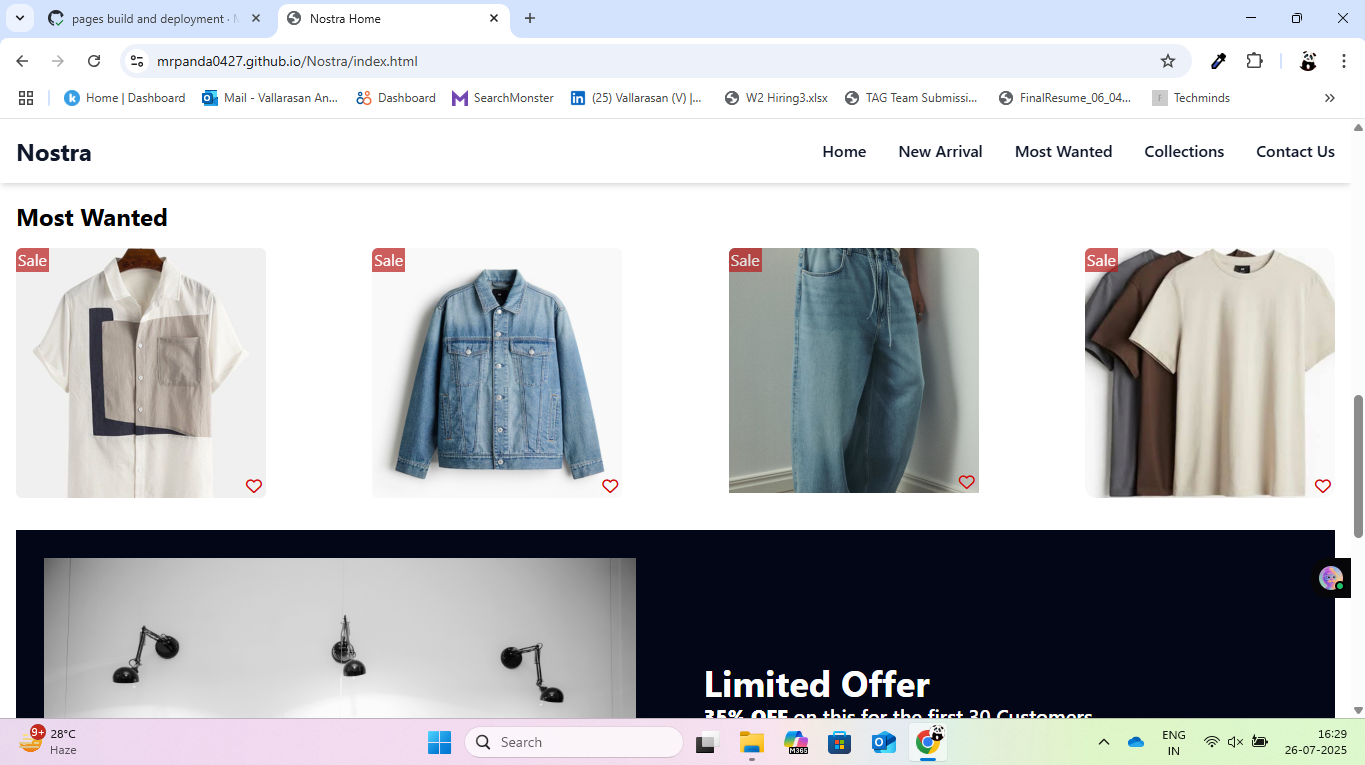 pages build and deployment · M
Nostra Home
mrpanda0427.github.io/Nostra/index.html
Home | Dashboard
Mail - Vallarasan An...
Dashboard
SearchMonster
(25) Vallarasan (V) |...
W2 Hiring3.xlsx
TAG Team Submissi...
FinalResume_06_04...
F
Techminds
Nostra
Home
New Arrival
Most Wanted
Collections
Contact Us
Most Wanted
Sale
Sale
Sale
Sale
Limited Offer
35% OFF on this for the first 30 Customers
9+
28°C
Haze
Search
M365
ENG
IN
16:29
26-07-2025